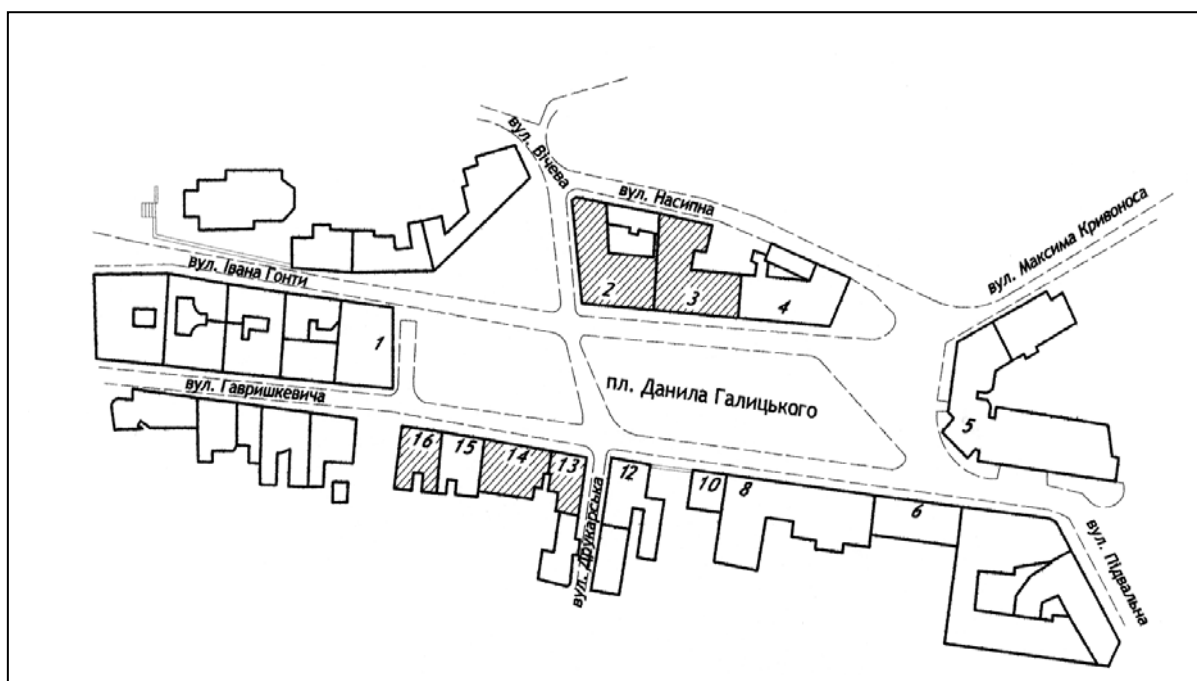 вул. Вічева
вул. Насипна
вул. Максима Кривоноса
вул. Івана Гонти
2
3
4
1
пл. Данила Галицького
вул. Гавришкевича
5
16
15
14
13
12
10
8
6
вул. Друкарська
вул. Підвальна